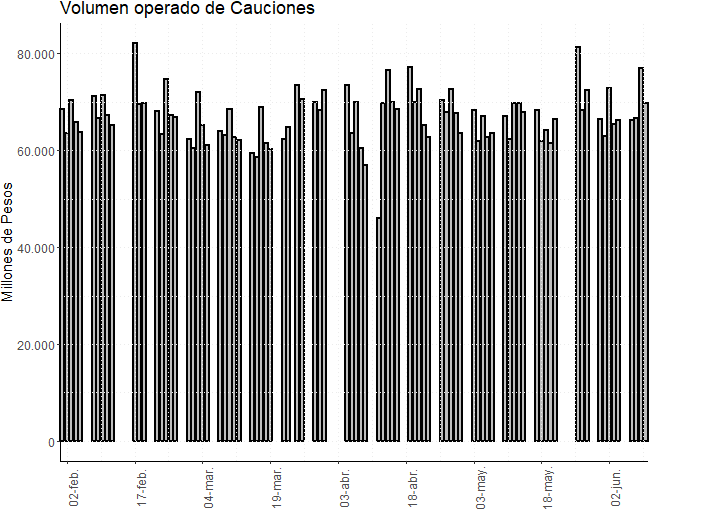 Volumen operado de Cauciones
Millones de Pesos
80.000
60.000
40.000
20.000
0
02-feb.
17-feb.
04-mar.
19-mar.
03-abr.
18-abr.
03-may.
18-may.
02-jun.